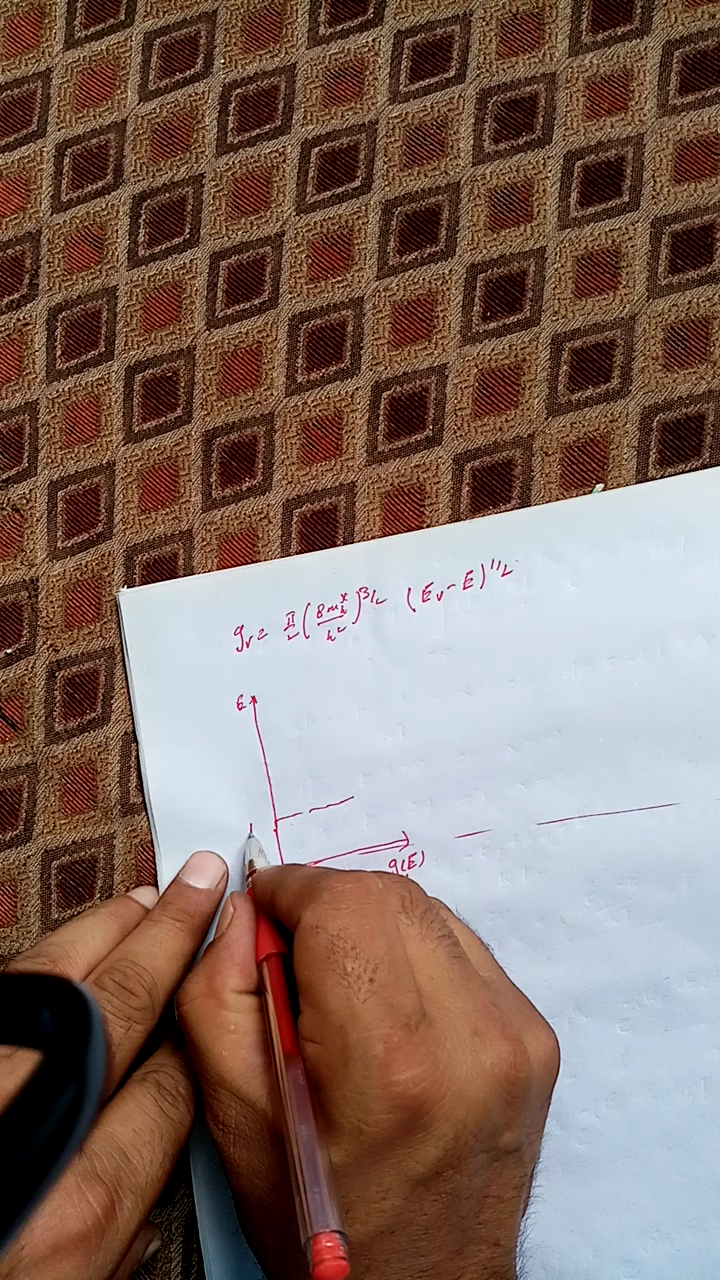 gv = π/2 (8m*h/h²)^3/2 (Ev - E)^1/2
E
g(E)